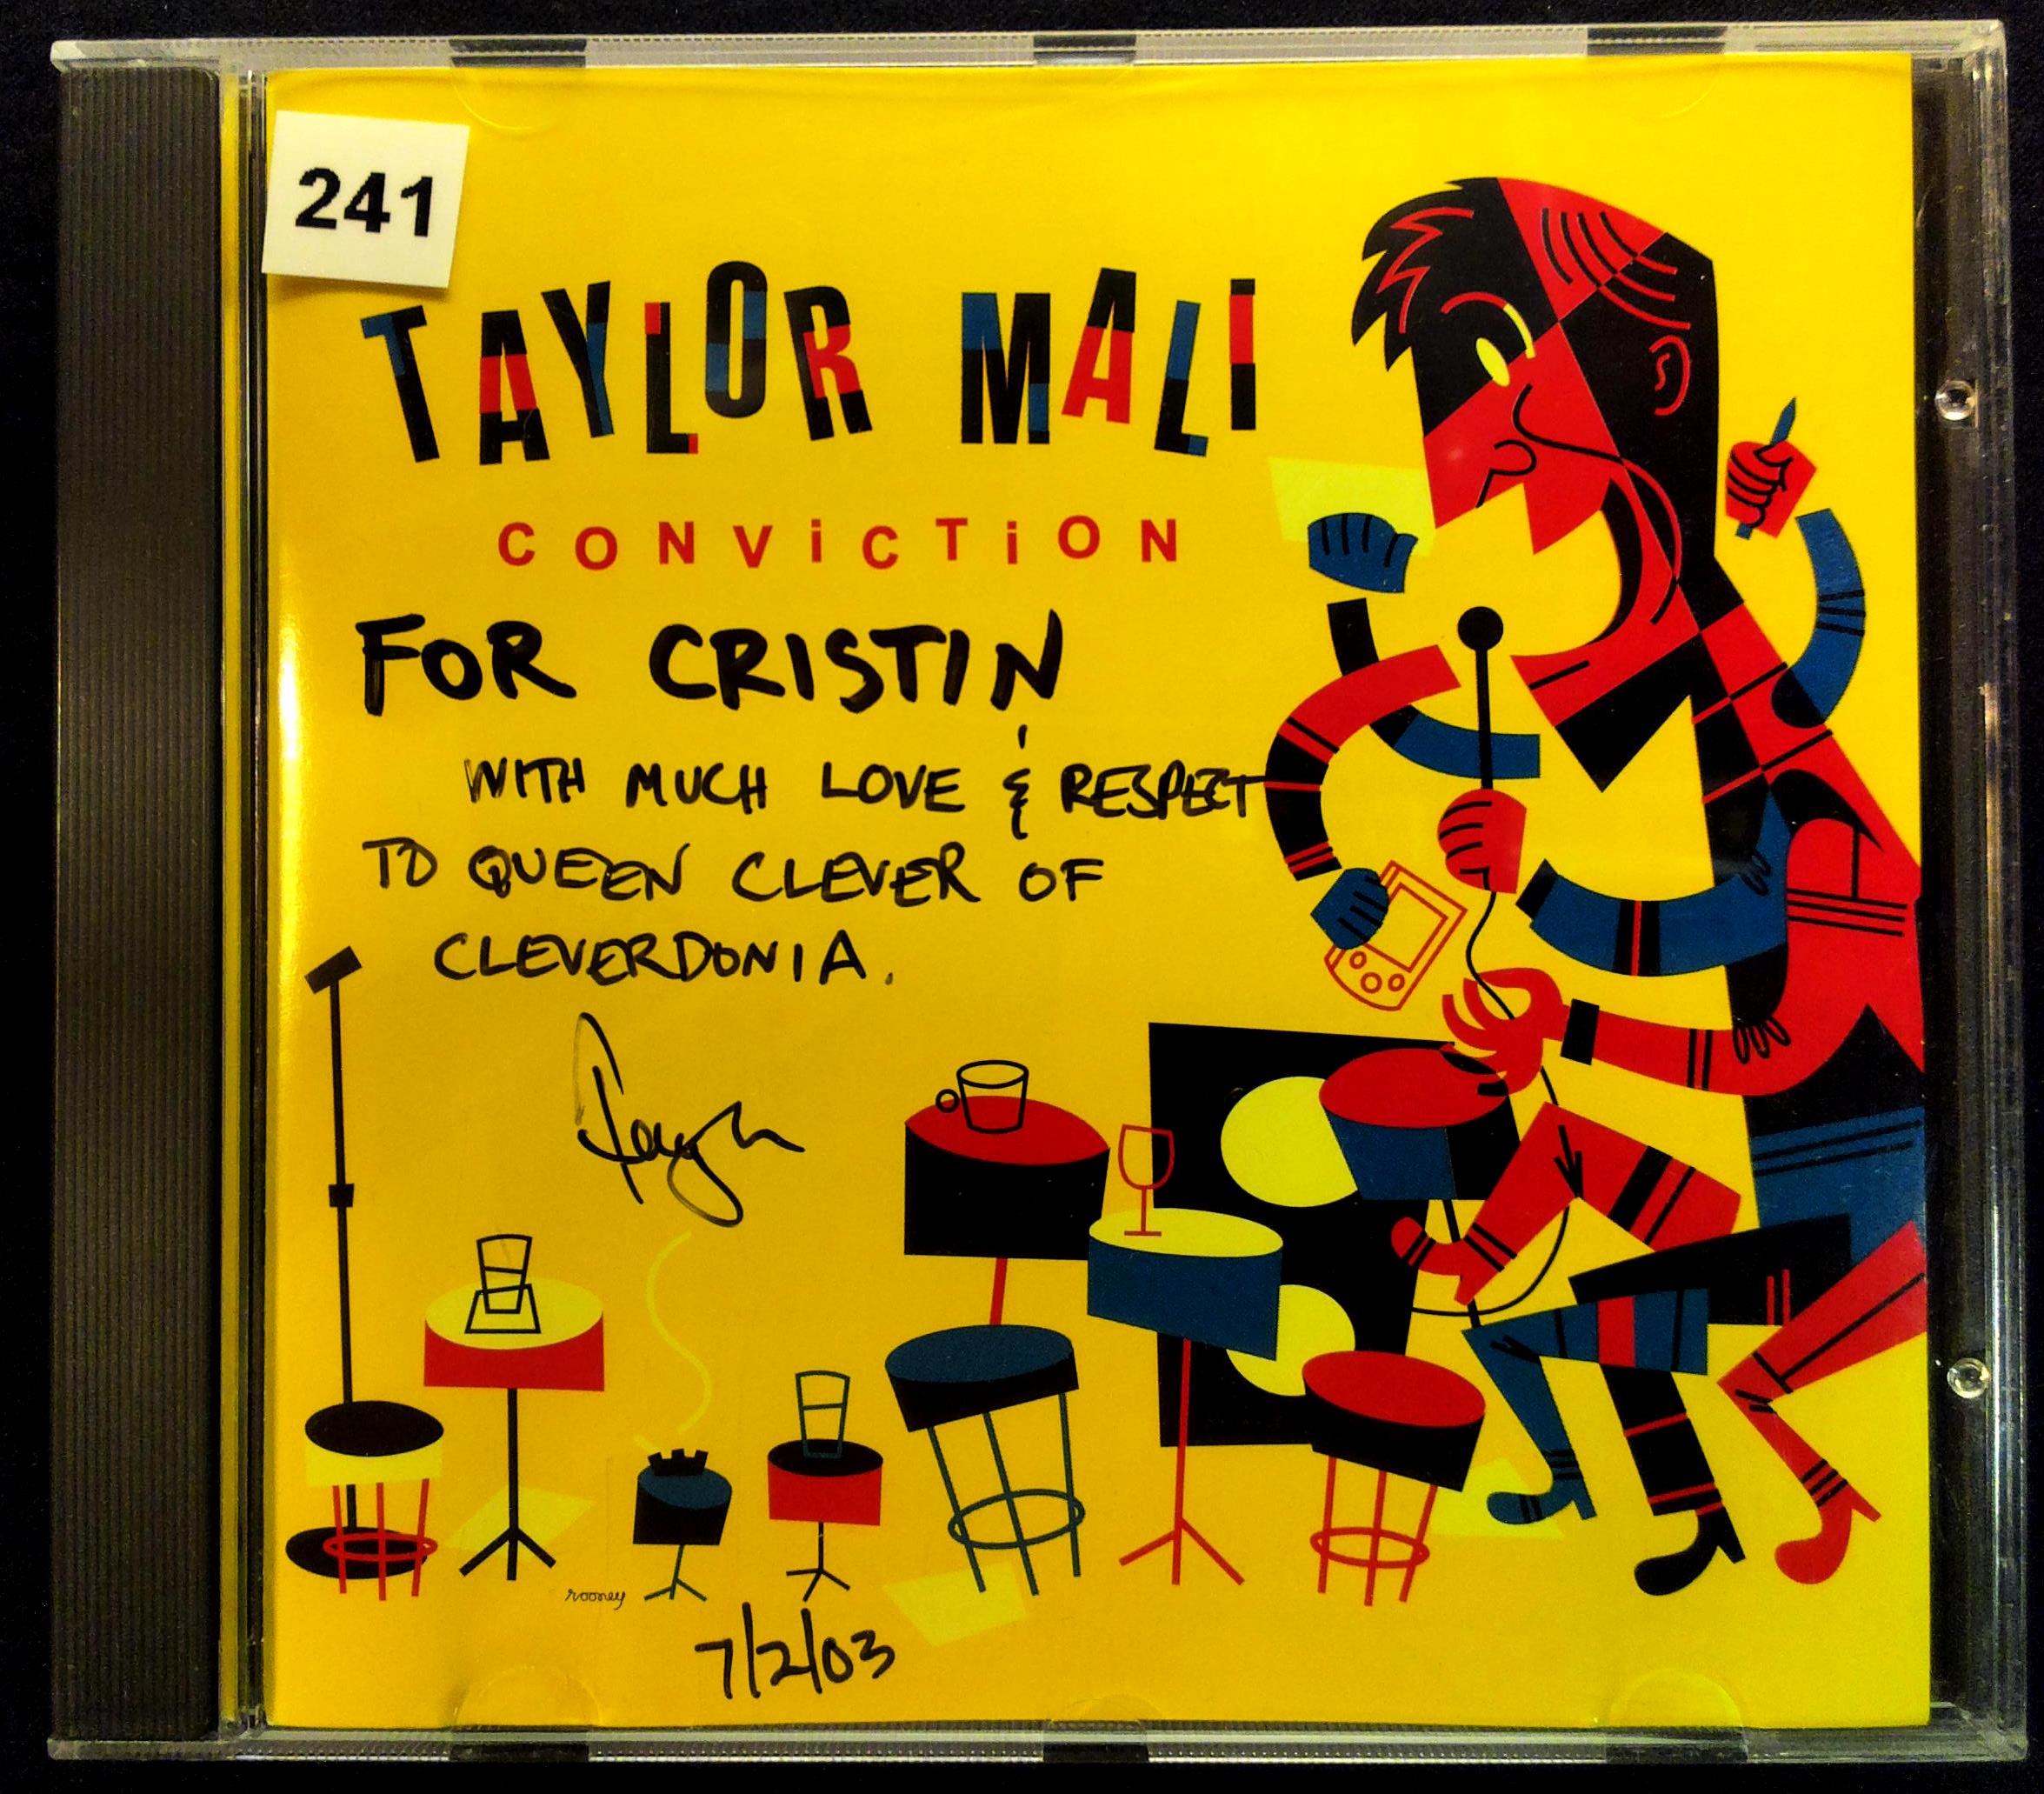 241
TAYLOR MALI
CONViCTiON
FOR CRISTIN
WITH MUCH LOVE & RESPECT
TO QUEEN CLEVER OF
CLEVERDONIA.
rooney
7/2/03